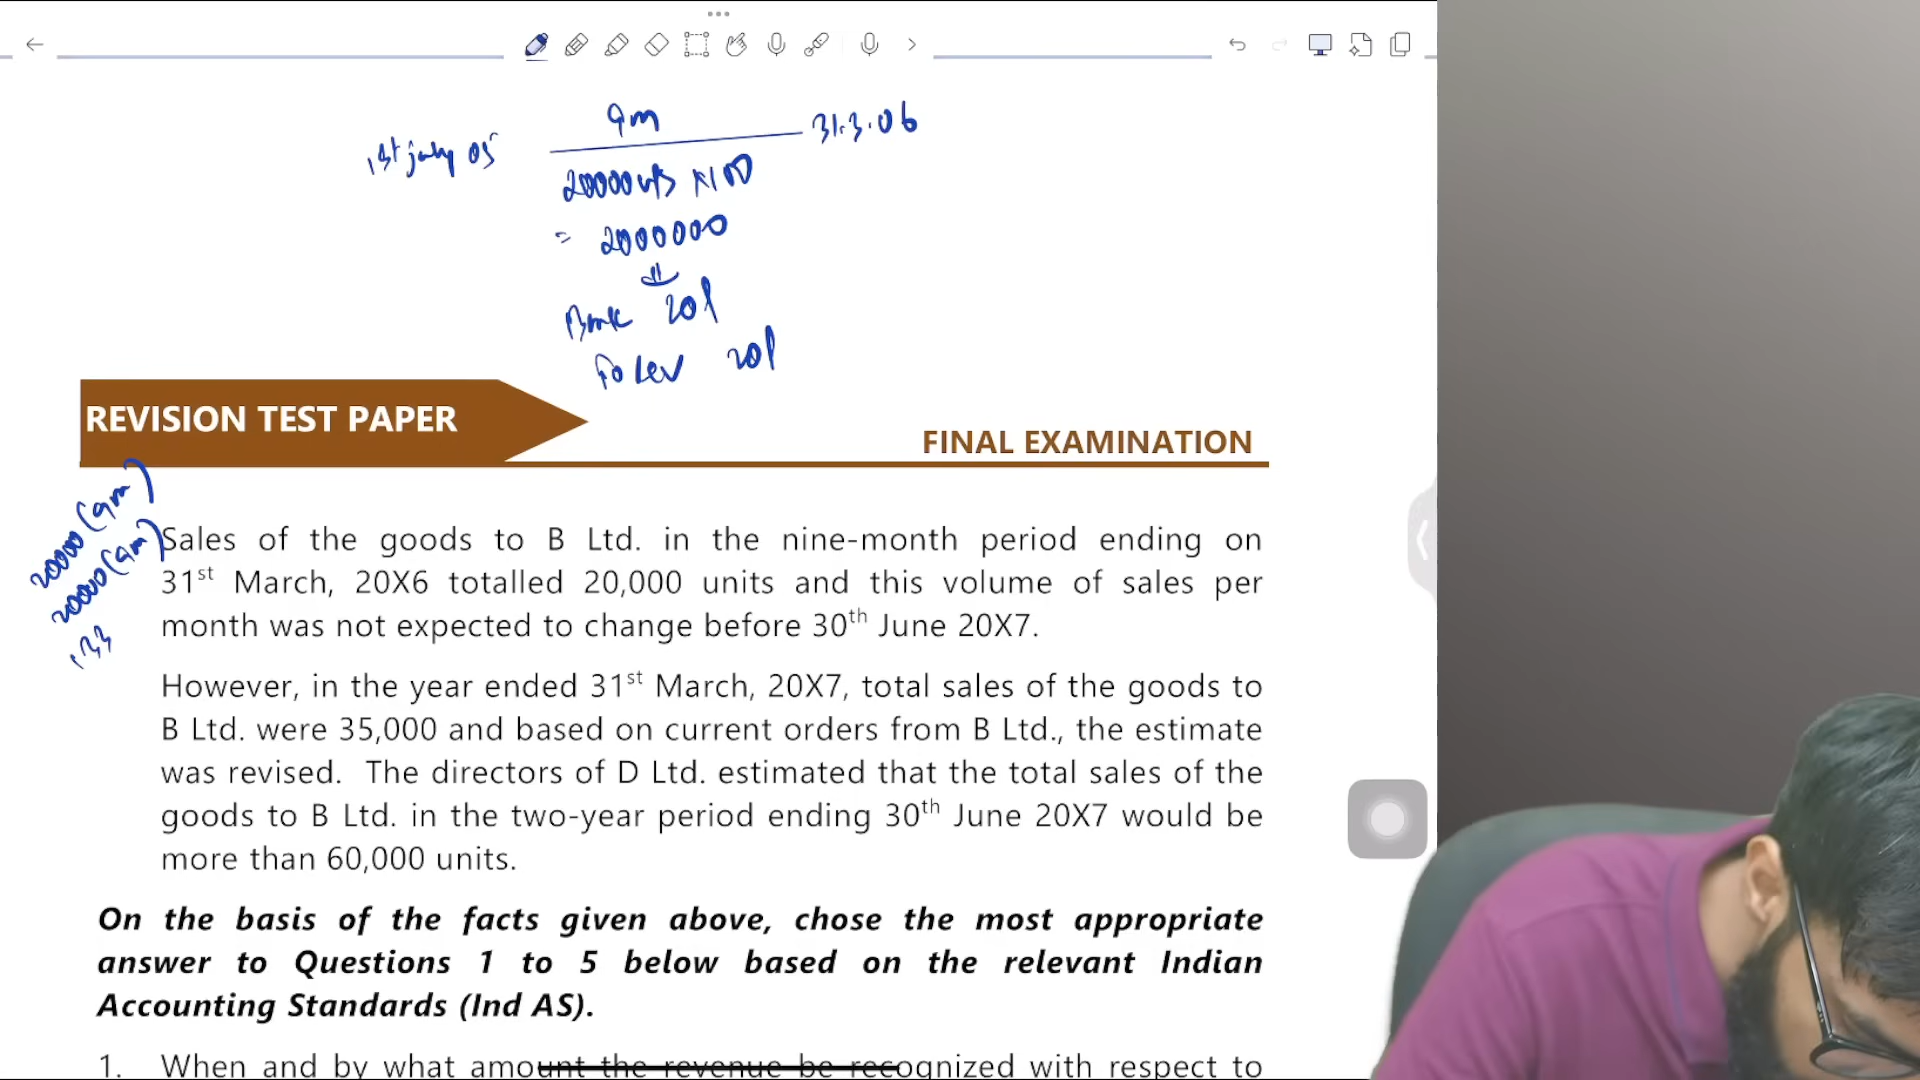 9m
1st july 05
31.3.06
20000 uts x100
= 2000000
Bank 20l
To Rev 20l
REVISION TEST PAPER
FINAL EXAMINATION
20000 (9m)
20000 (9m)
Sales of the goods to B Ltd. in the nine-month period ending on
31st March, 20X6 totalled 20,000 units and this volume of sales per
month was not expected to change before 30th June 20X7.
However, in the year ended 31st March, 20X7, total sales of the goods to
B Ltd. were 35,000 and based on current orders from B Ltd., the estimate
was revised. The directors of D Ltd. estimated that the total sales of the
goods to B Ltd. in the two-year period ending 30th June 20X7 would be
more than 60,000 units.
On the basis of the facts given above, chose the most appropriate
answer to Questions 1 to 5 below based on the relevant Indian
Accounting Standards (Ind AS).
1. When and by what amount the revenue be recognized with respect to